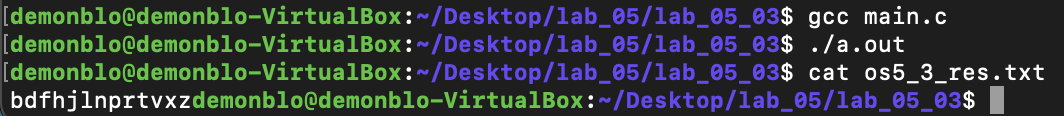 [demonblo@demonblo-VirtualBox:~/Desktop/lab_05/lab_05_03$ gcc main.c
[demonblo@demonblo-VirtualBox:~/Desktop/lab_05/lab_05_03$ ./a.out
[demonblo@demonblo-VirtualBox:~/Desktop/lab_05/lab_05_03$ cat os5_3_res.txt
bdfhjlnprtvxzdemonblo@demonblo-VirtualBox:~/Desktop/lab_05/lab_05_03$